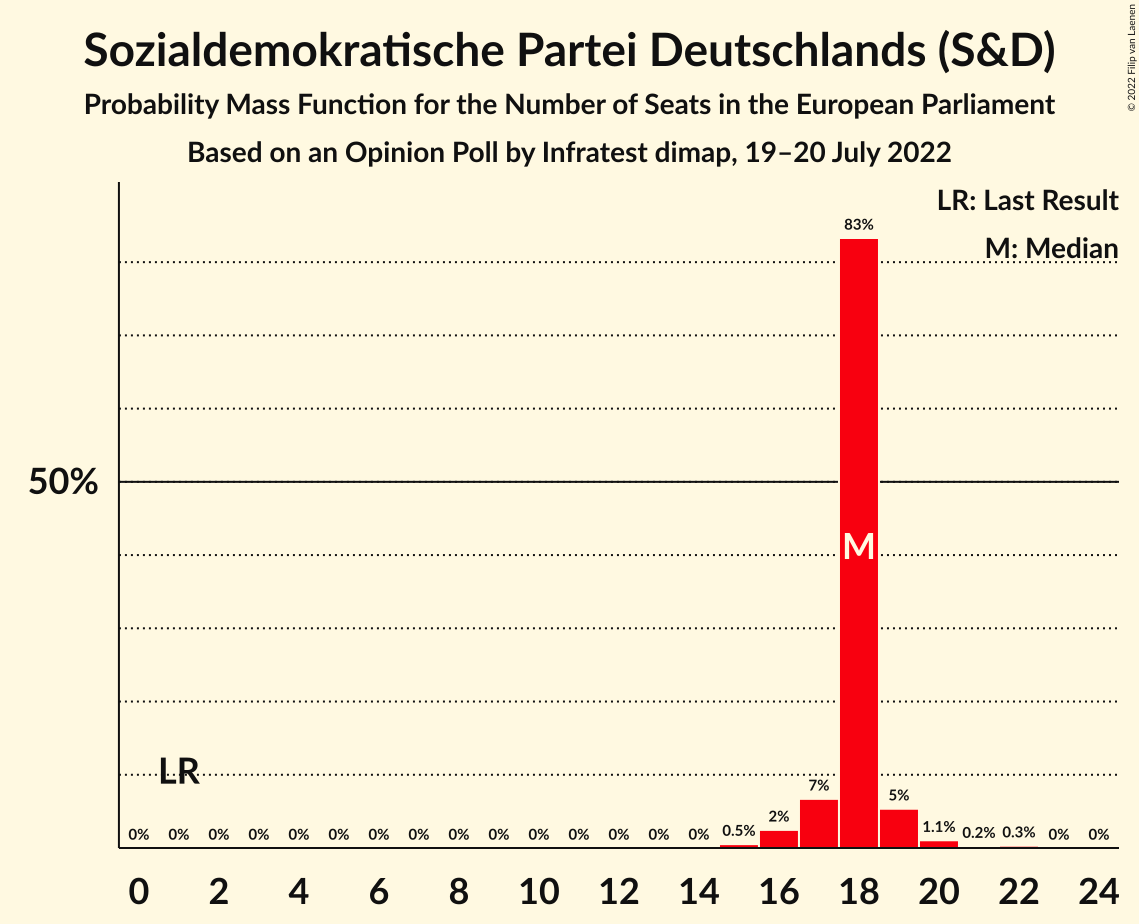 Sozialdemokratische Partei Deutschlands (S&D)
Probability Mass Function for the Number of Seats in the European Parliament
Based on an Opinion Poll by Infratest dimap, 19–20 July 2022
© 2022 Filip van Laenen
LR: Last Result
M: Median
83%
50%
M
LR
7%
5%
2%
1.1%
0% 0% 0% 0% 0% 0% 0% 0% 0% 0% 0% 0% 0% 0% 0% 0.5% 0.2% 0.3% 0% 0%
0 2 4 6 8 10 12 14 16 18 20 22 24